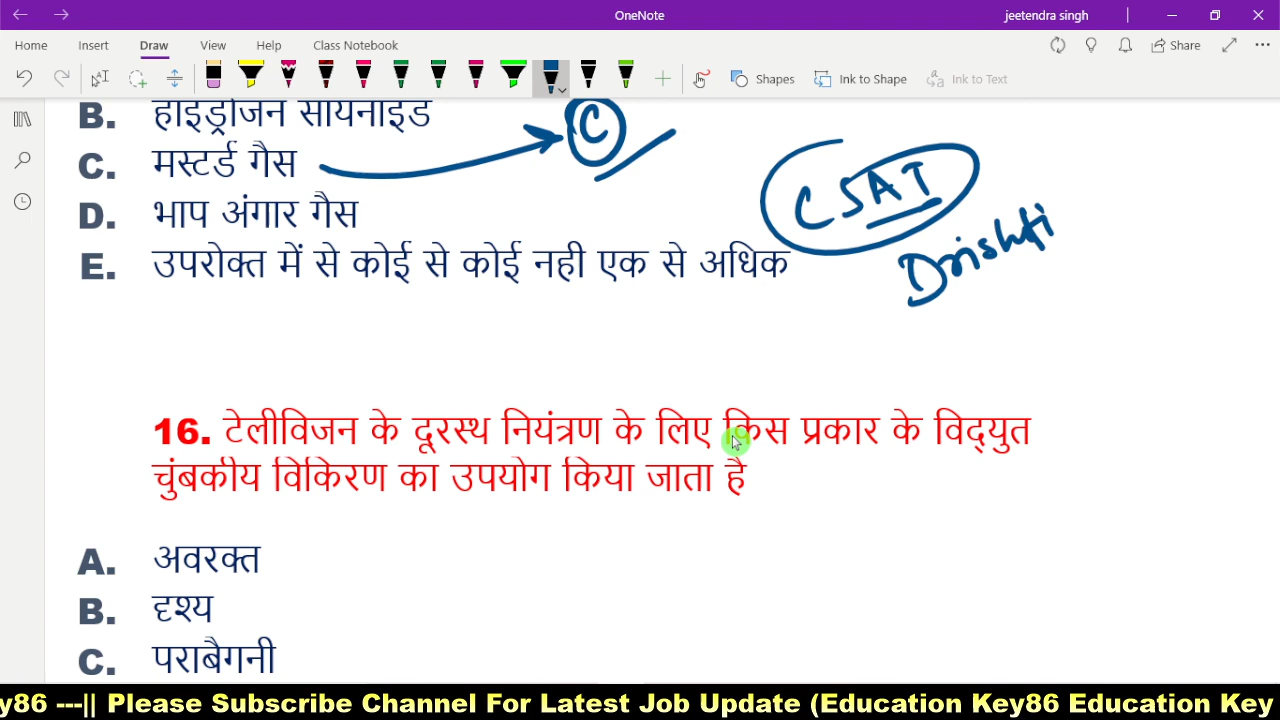 OneNote
jeetendra singh
Home Insert Draw View Help Class Notebook
Share
Shapes Ink to Shape Ink to Text
B. हाइड्रोजन सायनाइड
C
C. मस्टर्ड गैस
CSAT
D. भाप अंगार गैस
Drishti
E. उपरोक्त में से कोई से कोई नही एक से अधिक
16. टेलीविजन के दूरस्थ नियंत्रण के लिए किस प्रकार के विद्युत
चुंबकीय विकिरण का उपयोग किया जाता है
A. अवरक्त
B. दृश्य
C. पराबैगनी
y86 ---|| Please Subscribe Channel For Latest Job Update (Education Key86 Education Key